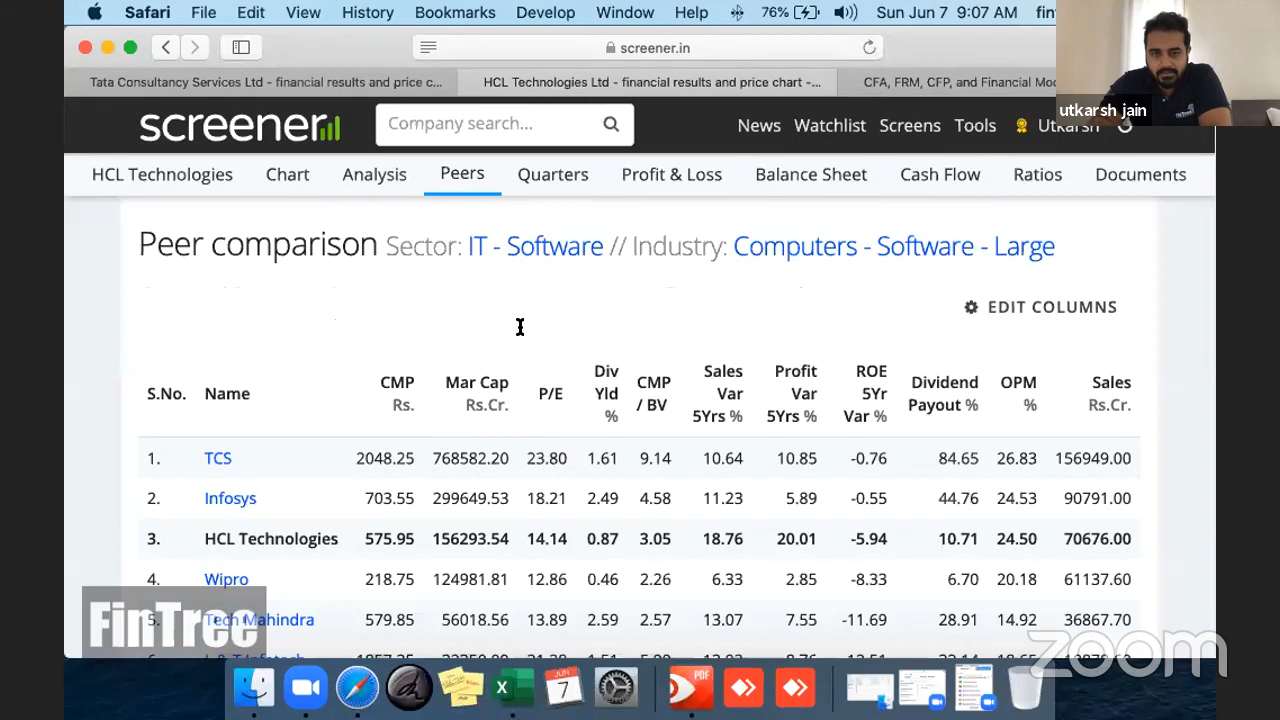 Safari File Edit View History Bookmarks Develop Window Help 76% Sun Jun 7 9:07 AM
screener.in
Tata Consultancy Services Ltd - financial results and price c... HCL Technologies Ltd - financial results and price chart -... CFA, FRM, CFP, and Financial Mo
utkarsh jain
screener Company search... News Watchlist Screens Tools Utkarsh
HCL Technologies Chart Analysis Peers Quarters Profit & Loss Balance Sheet Cash Flow Ratios Documents
Peer comparison Sector: IT - Software // Industry: Computers - Software - Large
EDIT COLUMNS
S.No. Name CMP Rs. Mar Cap Rs.Cr. P/E Div Yld % CMP / BV Sales Var 5Yrs % Profit Var 5Yrs % ROE 5Yr Var % Dividend Payout % OPM % Sales Rs.Cr.
1. TCS 2048.25 768582.20 23.80 1.61 9.14 10.64 10.85 -0.76 84.65 26.83 156949.00
2. Infosys 703.55 299649.53 18.21 2.49 4.58 11.23 5.89 -0.55 44.76 24.53 90791.00
3. HCL Technologies 575.95 156293.54 14.14 0.87 3.05 18.76 20.01 -5.94 10.71 24.50 70676.00
4. Wipro 218.75 124981.81 12.86 0.46 2.26 6.33 2.85 -8.33 6.70 20.18 61137.60
5. Tech Mahindra 579.85 56018.56 13.89 2.59 2.57 13.07 7.55 -11.69 28.91 14.92 36867.70
FinTree
zoom
JUN
7
PDF